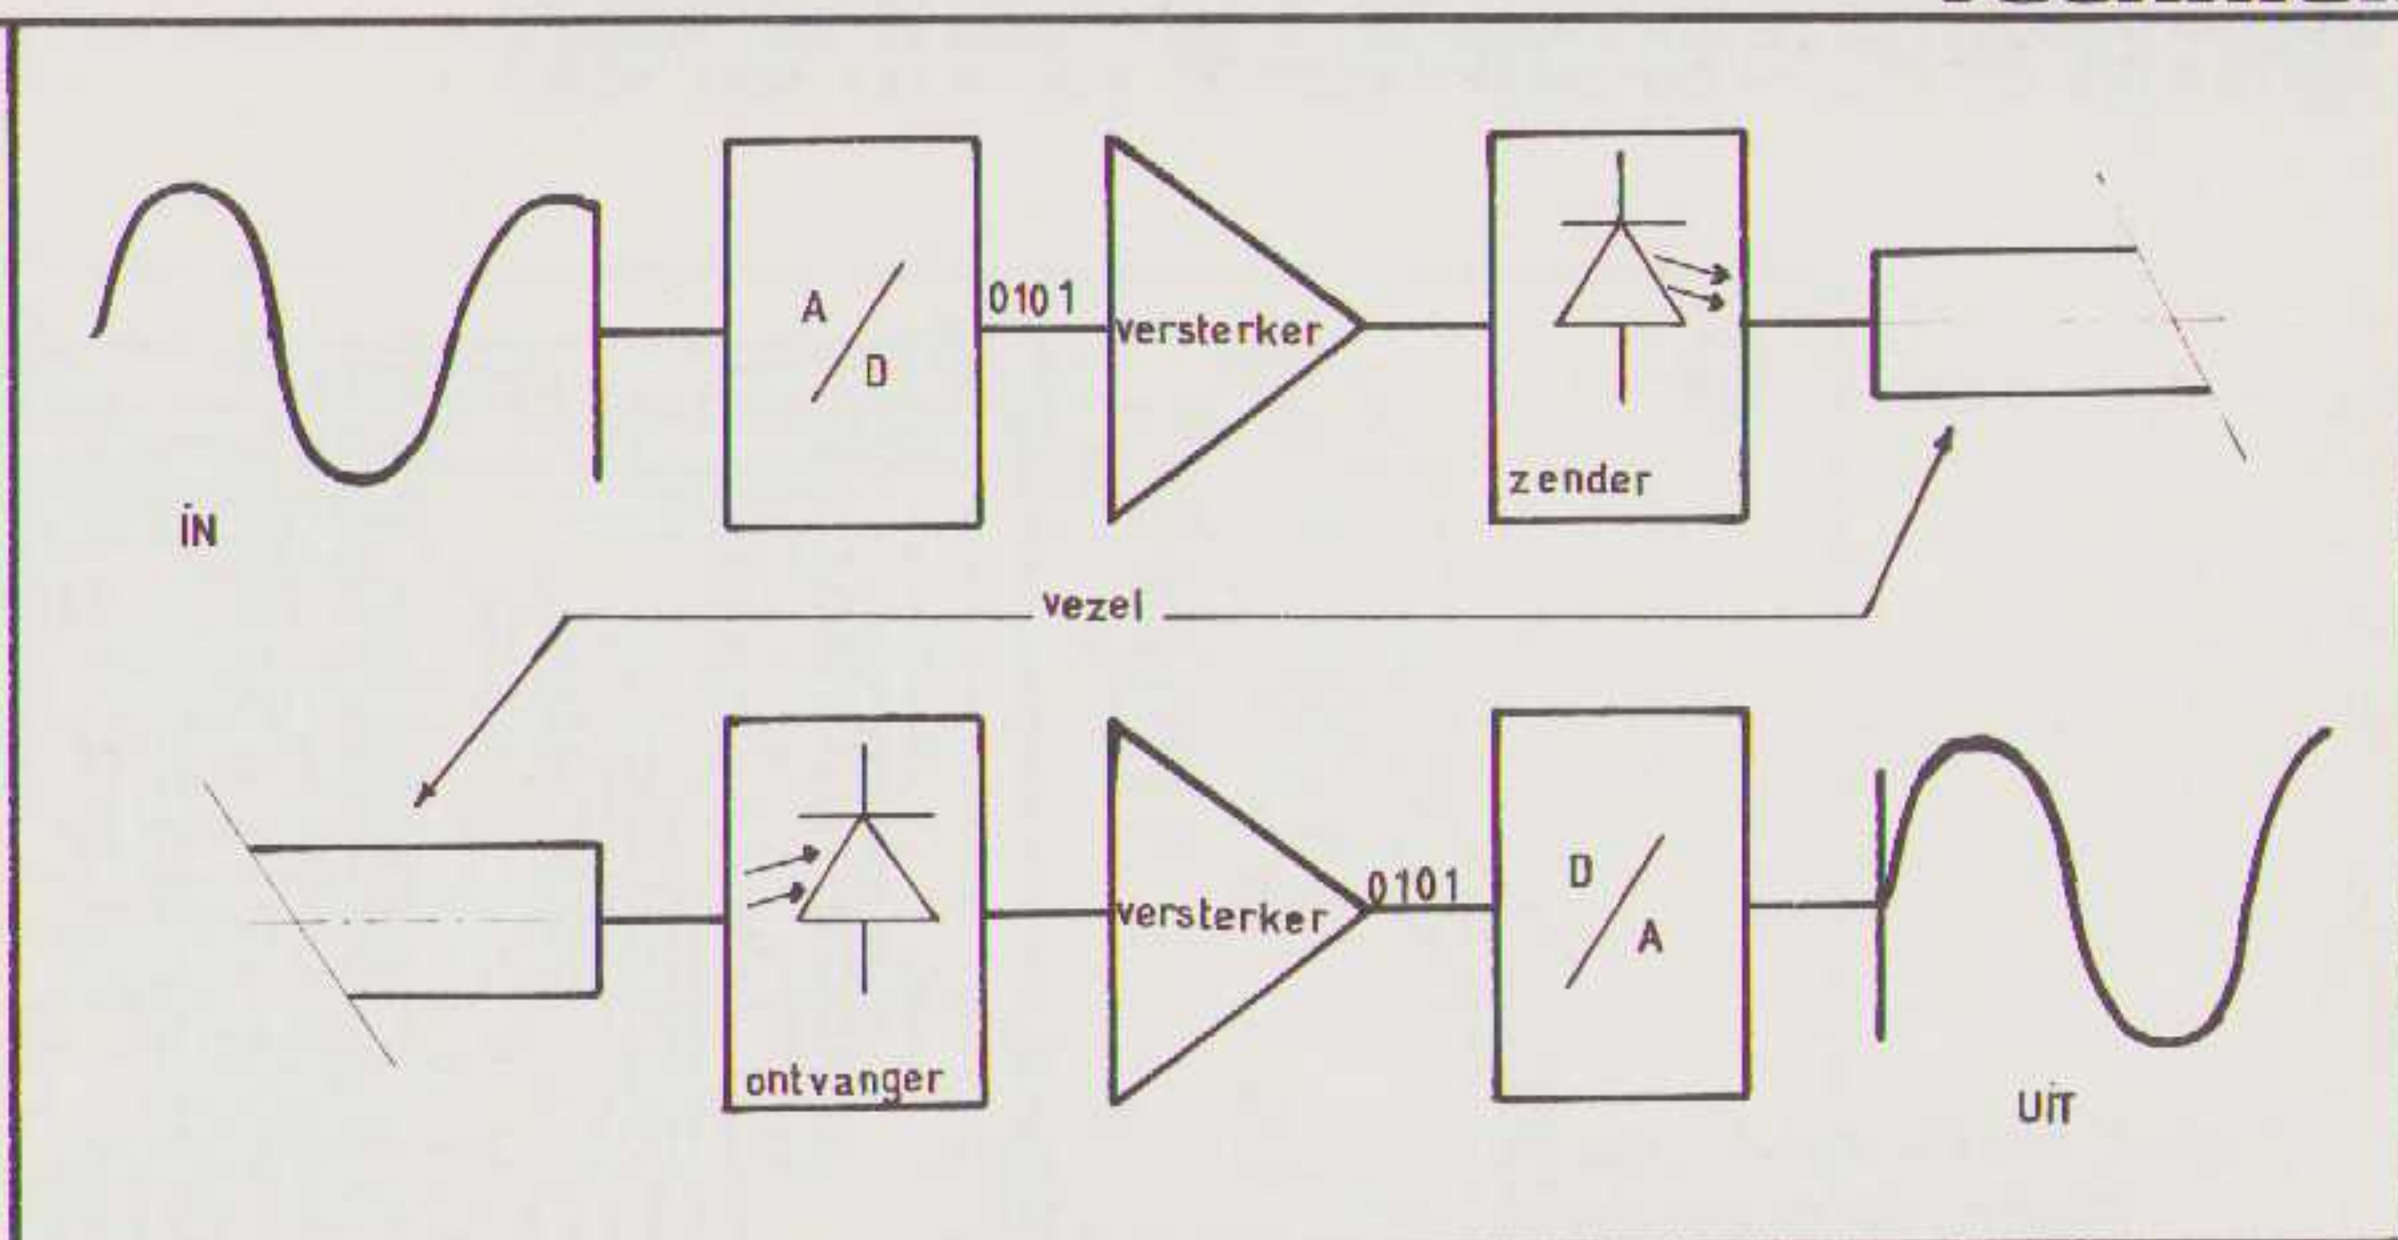 A
D
0101
versterker
zender
iN
vezel
ontvanger
versterker
0101
D
A
UiT